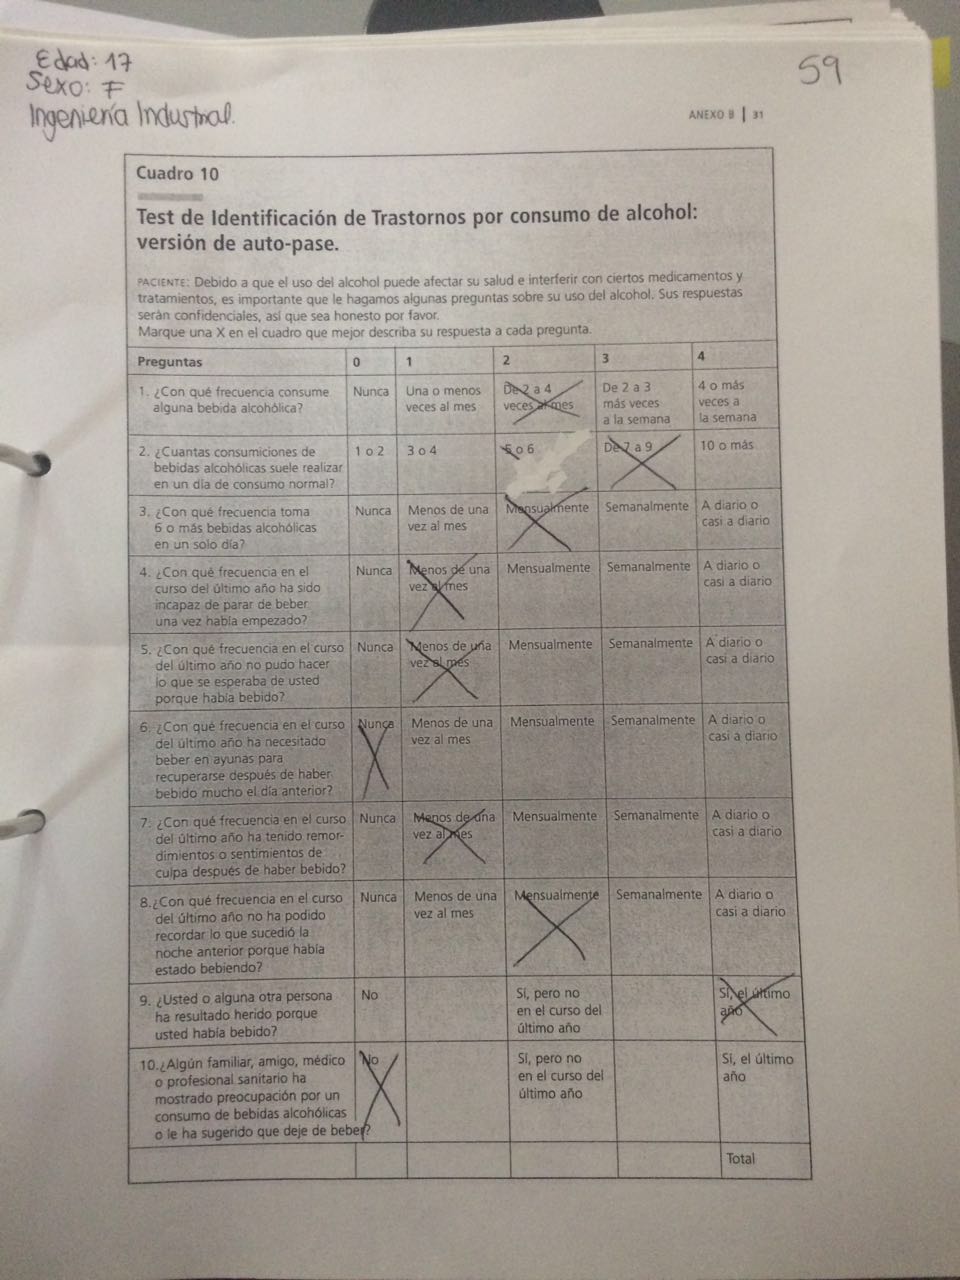 Edad: 17
Sexo: F
Ingeniería Industrial.
59
ANEXO B | 31
Cuadro 10
Test de Identificación de Trastornos por consumo de alcohol:
versión de auto-pase.
PACIENTE: Debido a que el uso del alcohol puede afectar su salud e interferir con ciertos medicamentos y
tratamientos, es importante que le hagamos algunas preguntas sobre su uso del alcohol. Sus respuestas
serán confidenciales, así que sea honesto por favor.
Marque una X en el cuadro que mejor describa su respuesta a cada pregunta.
Preguntas 0 1 2 3 4
1. ¿Con qué frecuencia consume Nunca Una o menos De 2 a 4 De 2 a 3 4 o más
alguna bebida alcohólica? veces al mes veces al mes más veces veces a
a la semana la semana
2. ¿Cuantas consumiciones de 1 o 2 3 o 4 5 o 6 De 7 a 9 10 o más
bebidas alcohólicas suele realizar
en un día de consumo normal?
3. ¿Con qué frecuencia toma Nunca Menos de una Mensualmente Semanalmente A diario o
6 o más bebidas alcohólicas vez al mes casi a diario
en un solo día?
4. ¿Con qué frecuencia en el Nunca Menos de una Mensualmente Semanalmente A diario o
curso del último año ha sido vez al mes casi a diario
incapaz de parar de beber
una vez había empezado?
5. ¿Con qué frecuencia en el curso Nunca Menos de una Mensualmente Semanalmente A diario o
del último año no pudo hacer vez al mes casi a diario
lo que se esperaba de usted
porque había bebido?
6. ¿Con qué frecuencia en el curso Nunca Menos de una Mensualmente Semanalmente A diario o
del último año ha necesitado vez al mes casi a diario
beber en ayunas para
recuperarse después de haber
bebido mucho el día anterior?
7. ¿Con qué frecuencia en el curso Nunca Menos de una Mensualmente Semanalmente A diario o
del último año ha tenido remor- vez al mes casi a diario
dimientos o sentimientos de
culpa después de haber bebido?
8.¿Con qué frecuencia en el curso Nunca Menos de una Mensualmente Semanalmente A diario o
del último año no ha podido vez al mes casi a diario
recordar lo que sucedió la
noche anterior porque había
estado bebiendo?
9. ¿Usted o alguna otra persona No Sí, pero no Sí, el último
ha resultado herido porque en el curso del año
usted había bebido? último año
10.¿Algún familiar, amigo, médico No Sí, pero no Sí, el último
o profesional sanitario ha en el curso del año
mostrado preocupación por un último año
consumo de bebidas alcohólicas
o le ha sugerido que deje de beber?
Total